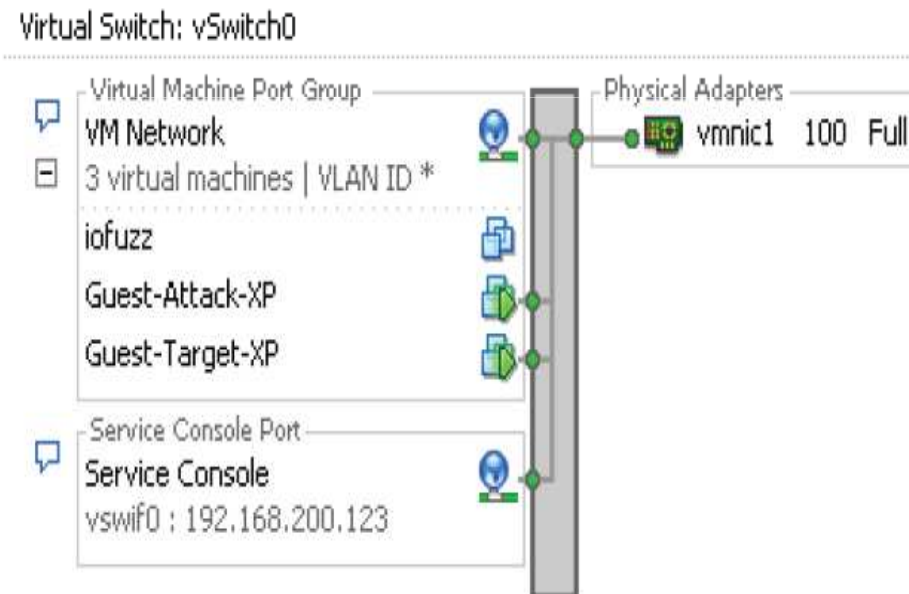 Virtual Switch: vSwitch0
Virtual Machine Port Group
VM Network
3 virtual machines | VLAN ID *
iofuzz
Guest-Attack-XP
Guest-Target-XP
Service Console Port
Service Console
vswif0 : 192.168.200.123
Physical Adapters
vmnic1 100 Full